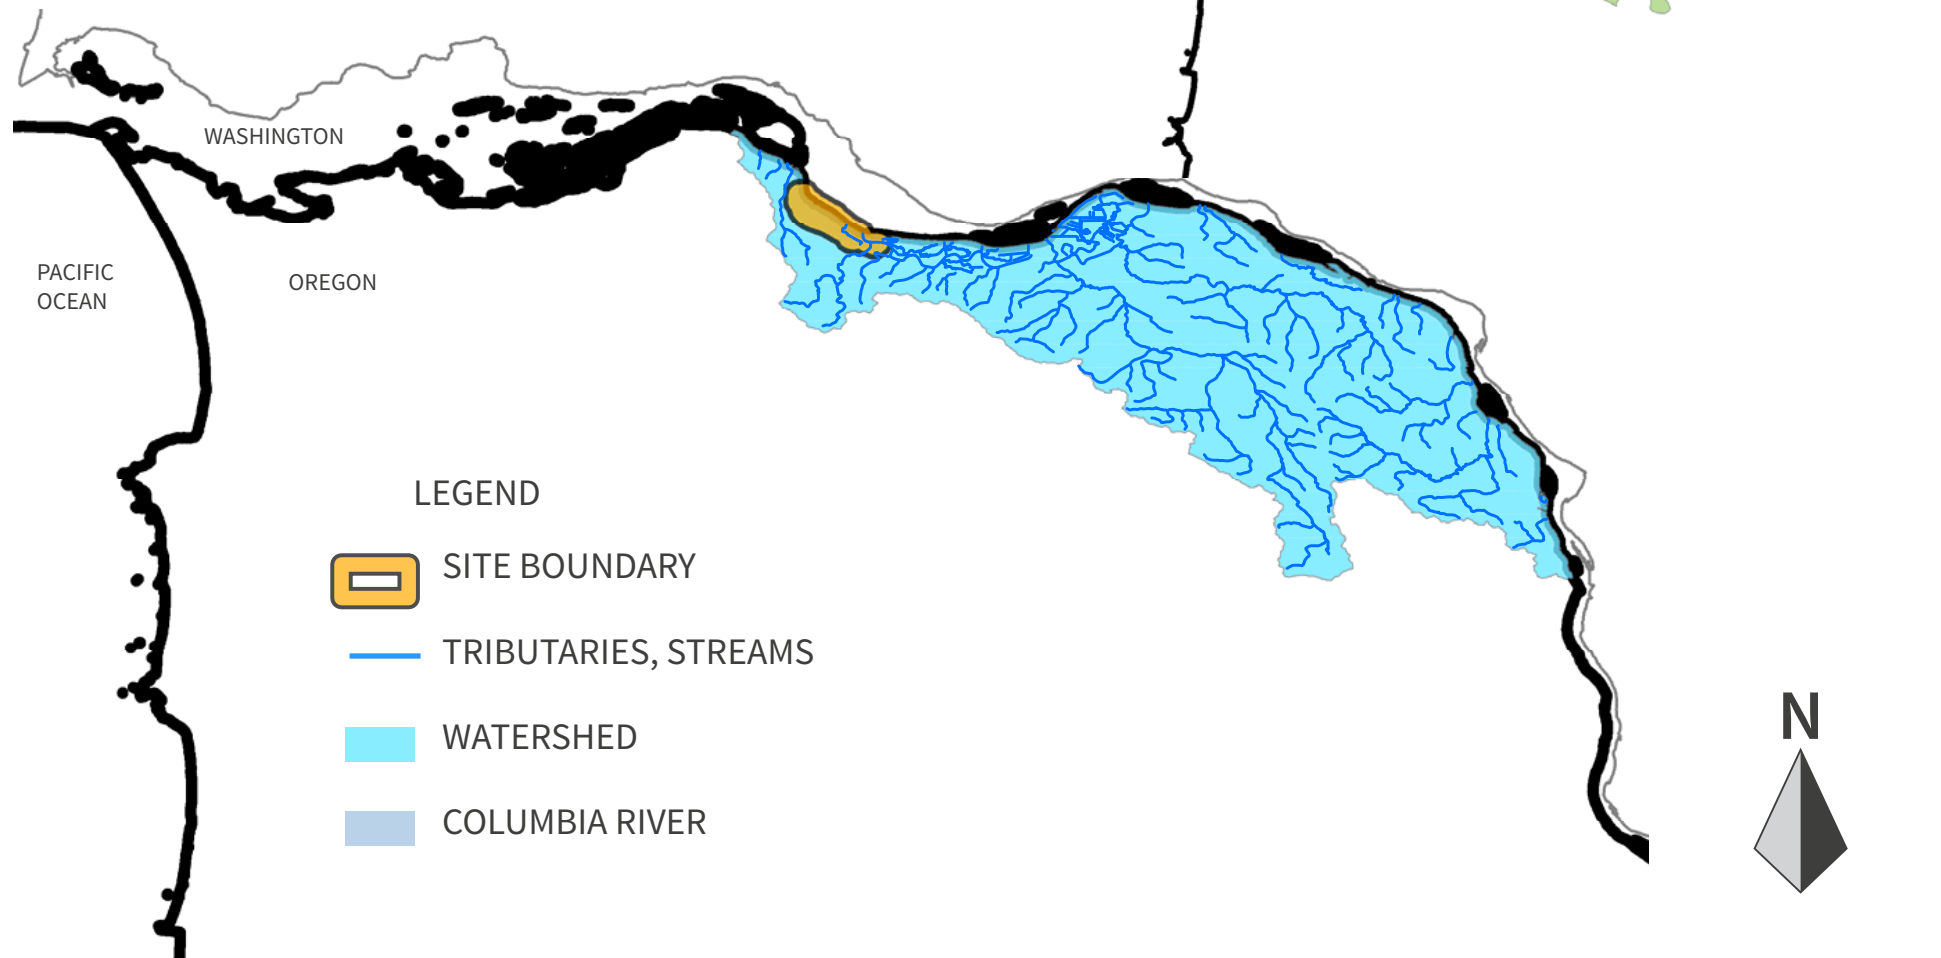 WASHINGTON
PACIFIC
OCEAN
OREGON
LEGEND
SITE BOUNDARY
TRIBUTARIES, STREAMS
WATERSHED
COLUMBIA RIVER
N